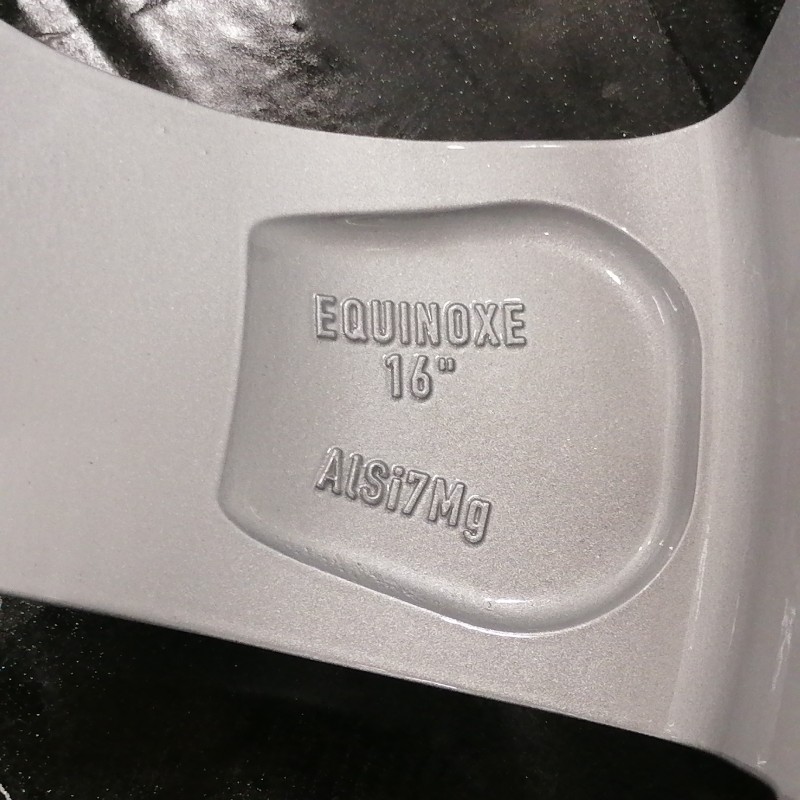 EQUINOXE
16"
AlSi7Mg